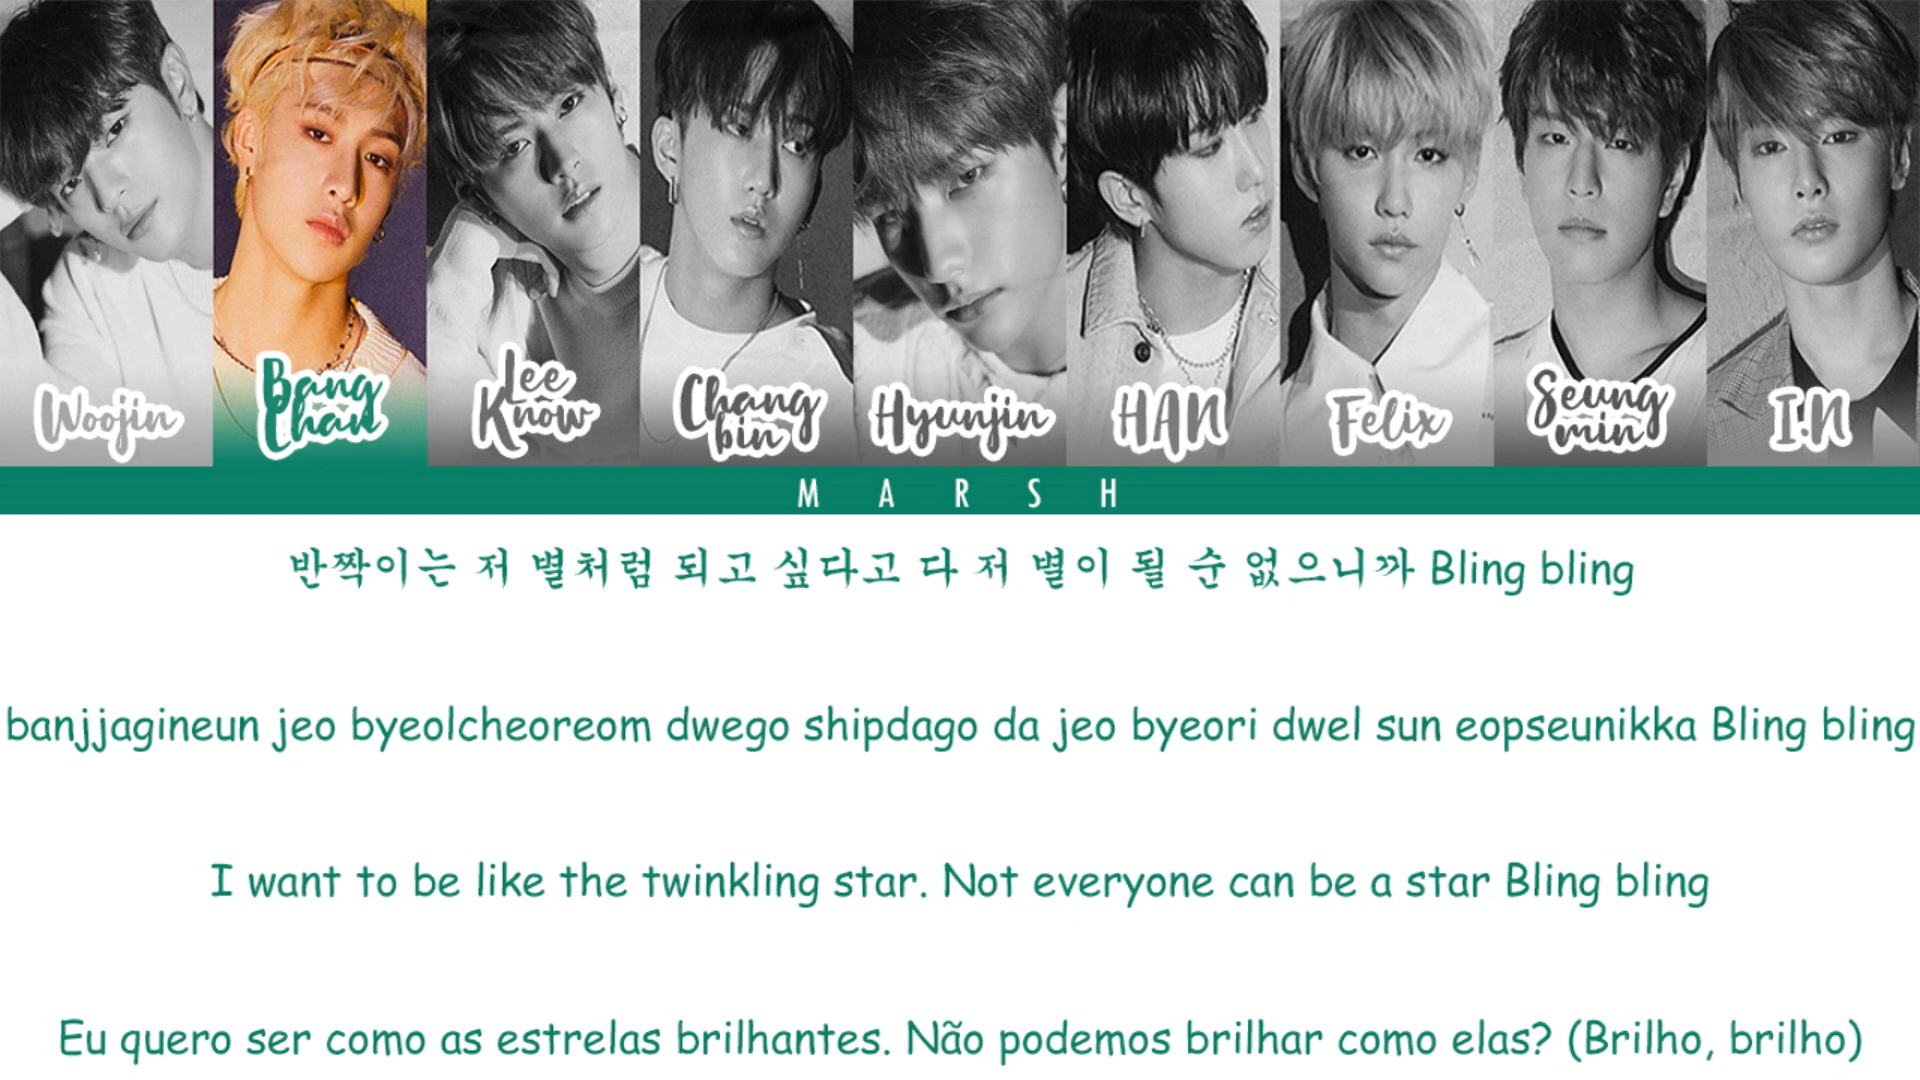 Woojin
Bang Chan
Lee Know
Chang bin
Hyunjin
HAN
Felix
Seung min
I.N
MARSH
반짝이는 저 별처럼 되고 싶다고 다 저 별이 될 순 없으니까 Bling bling
banjjagineun jeo byeolcheoreom dwego shipdago da jeo byeori dwel sun eopseunikka Bling bling
I want to be like the twinkling star. Not everyone can be a star Bling bling
Eu quero ser como as estrelas brilhantes. Não podemos brilhar como elas? (Brilho, brilho)